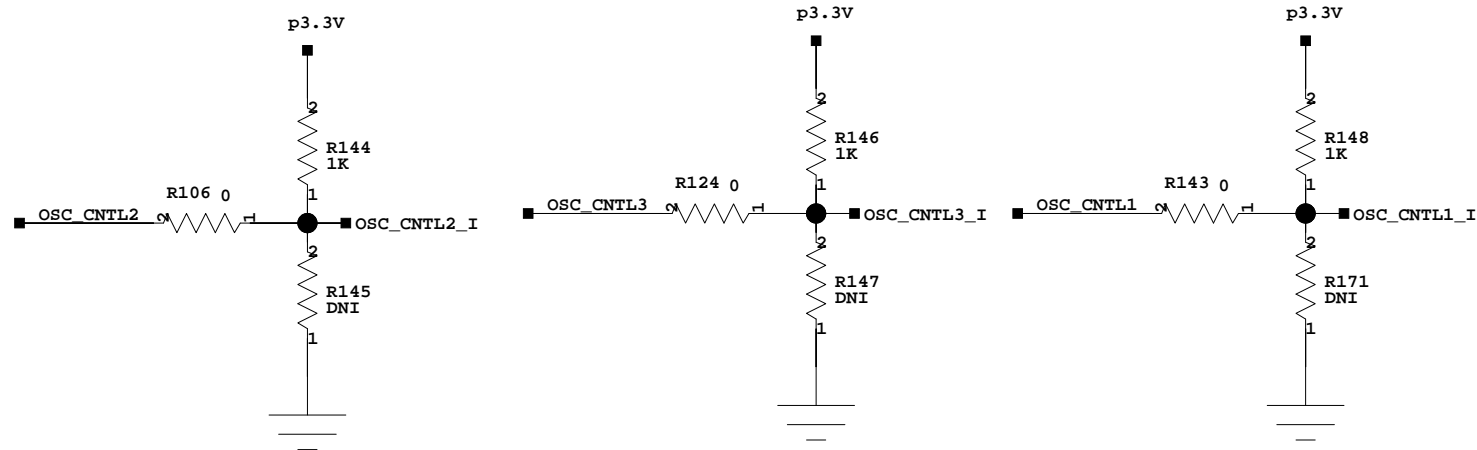 p3.3V
2
R144
1K
1
R106 0
OSC_CNTL2
2
1
OSC_CNTL2_I
2
R145
DNI
1
p3.3V
2
R146
1K
1
R124 0
OSC_CNTL3
2
1
OSC_CNTL3_I
2
R147
DNI
1
p3.3V
2
R148
1K
1
R143 0
OSC_CNTL1
2
1
OSC_CNTL1_I
2
R171
DNI
1